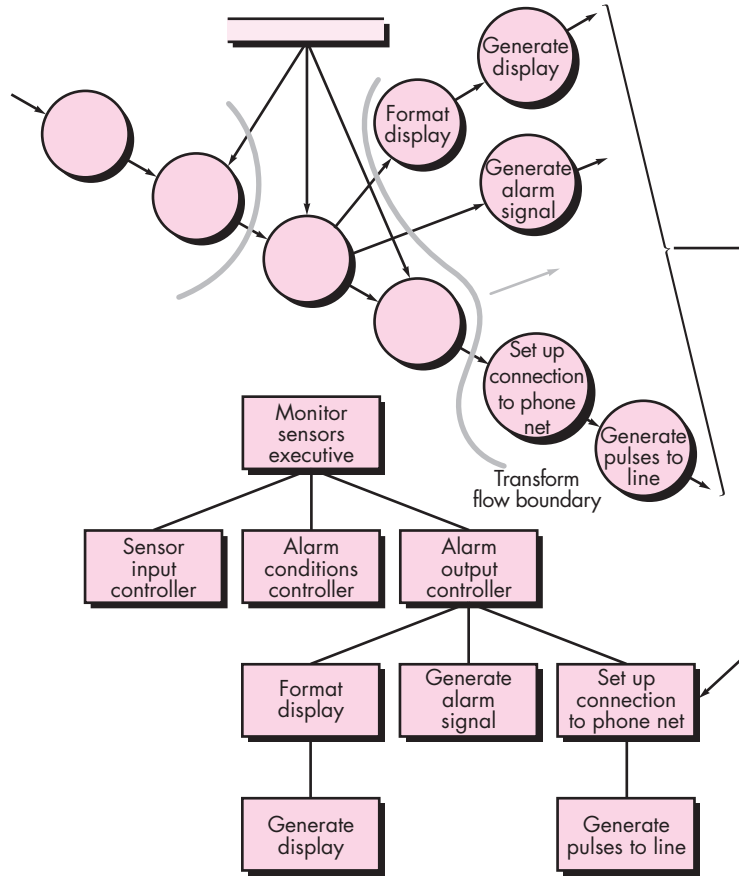 Generate
display
Format
display
Generate
alarm
signal
Set up
connection
to phone
net
Generate
pulses to
line
Transform
flow boundary
Monitor
sensors
executive
Sensor
input
controller
Alarm
conditions
controller
Alarm
output
controller
Format
display
Generate
alarm
signal
Set up
connection
to phone net
Generate
display
Generate
pulses to line